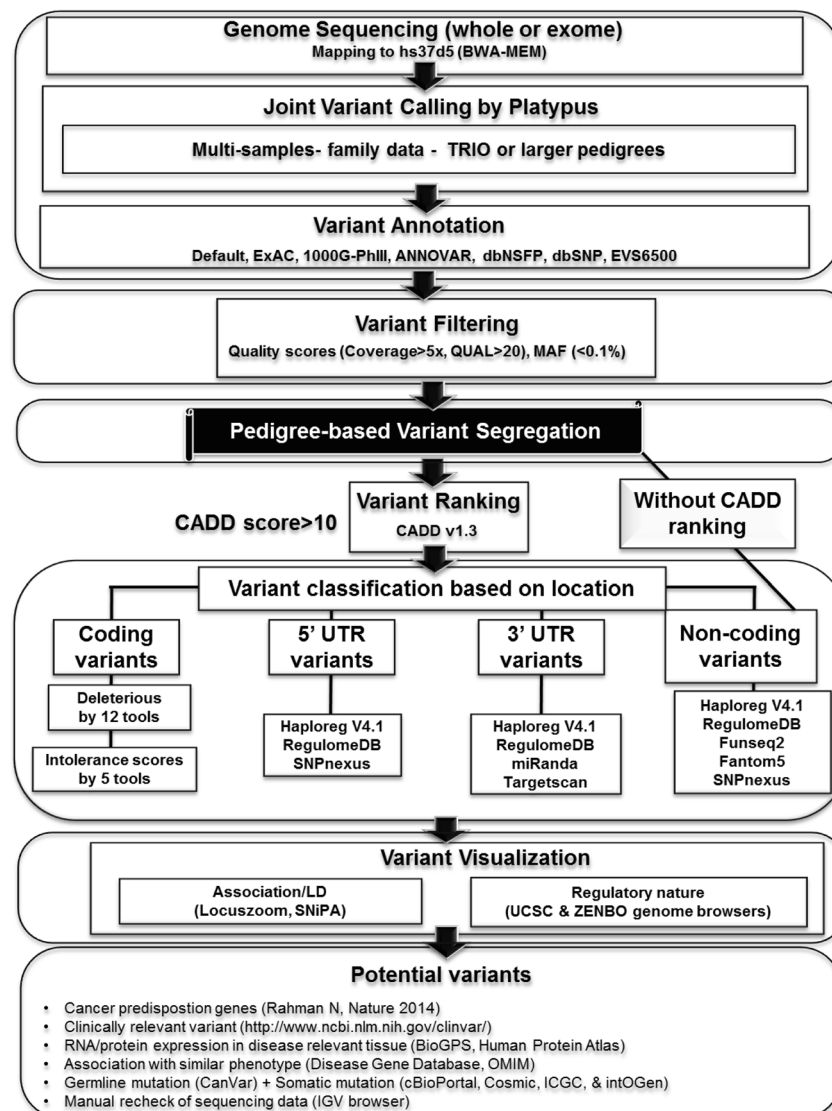 Genome Sequencing (whole or exome)
Mapping to hs37d5 (BWA-MEM)
Joint Variant Calling by Platypus
Multi-samples- family data - TRIO or larger pedigrees
Variant Annotation
Default, ExAC, 1000G-PhIII, ANNOVAR, dbNSFP, dbSNP, EVS6500
Variant Filtering
Quality scores (Coverage>5x, QUAL>20), MAF (<0.1%)
Pedigree-based Variant Segregation
CADD score>10
Variant Ranking
CADD v1.3
Without CADD
ranking
Variant classification based on location
Coding
variants
Deleterious
by 12 tools
Intolerance scores
by 5 tools
5’ UTR
variants
Haploreg V4.1
RegulomeDB
SNPnexus
3’ UTR
variants
Haploreg V4.1
RegulomeDB
miRanda
Targetscan
Non-coding
variants
Haploreg V4.1
RegulomeDB
Funseq2
Fantom5
SNPnexus
Variant Visualization
Association/LD
(Locuszoom, SNiPA)
Regulatory nature
(UCSC & ZENBO genome browsers)
Potential variants
• Cancer predispostion genes (Rahman N, Nature 2014)
• Clinically relevant variant (http://www.ncbi.nlm.nih.gov/clinvar/)
• RNA/protein expression in disease relevant tissue (BioGPS, Human Protein Atlas)
• Association with similar phenotype (Disease Gene Database, OMIM)
• Germline mutation (CanVar) + Somatic mutation (cBioPortal, Cosmic, ICGC, & intOGen)
• Manual recheck of sequencing data (IGV browser)